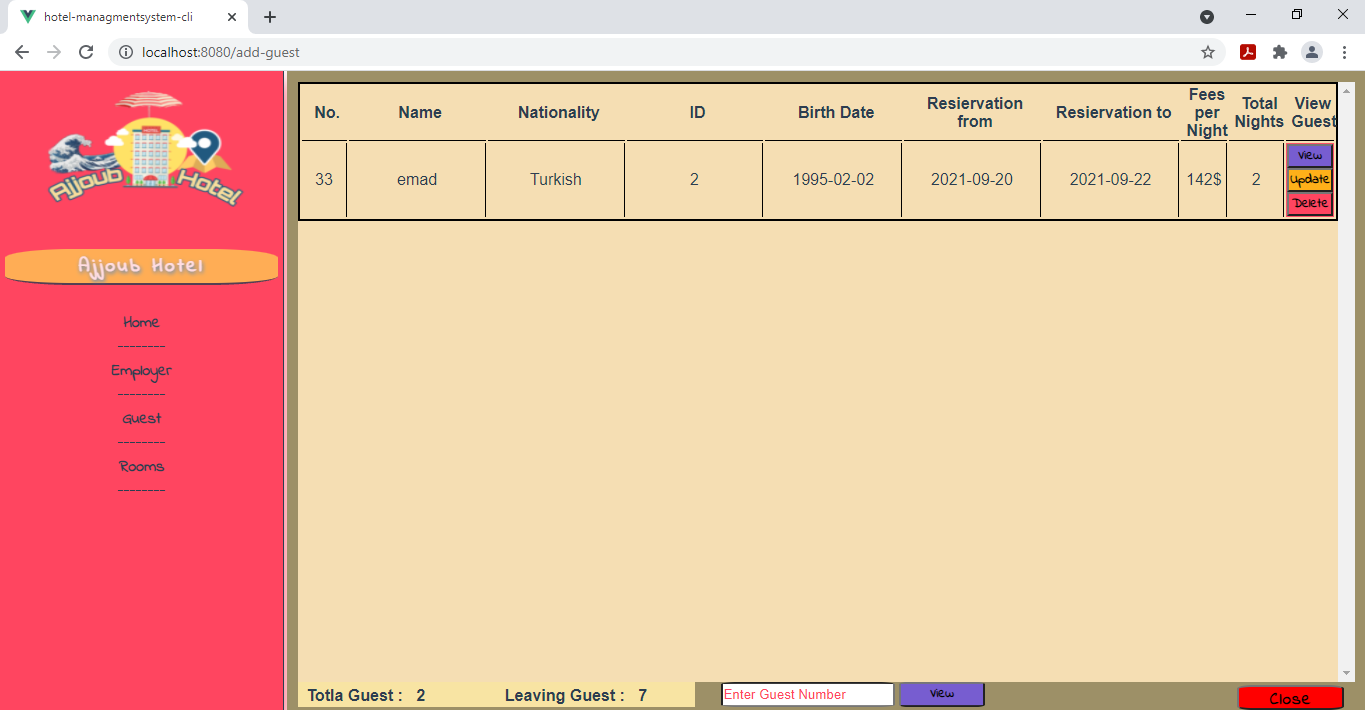 hotel-managmentsystem-cli
localhost:8080/add-guest
HOTEL
Ajjoub Hotel
Ajjoub Hotel
Home
--------
Employer
--------
Guest
--------
Rooms
--------
No. Name Nationality ID Birth Date Resiervation from Resiervation to Fees per Night Total Nights View Guest
33 emad Turkish 2 1995-02-02 2021-09-20 2021-09-22 142$ 2 View
Update
Delete
Totla Guest : 2 Leaving Guest : 7 Enter Guest Number View Close